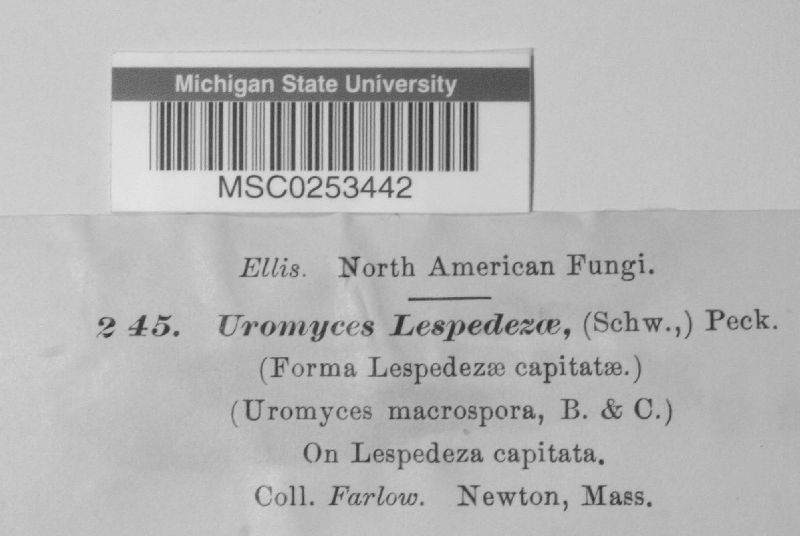 Michigan State University
MSC0253442
Ellis. North American Fungi.
2 45. Uromyces Lespedezæ, (Schw.,) Peck.
(Forma Lespedezæ capitatæ.)
(Uromyces macrospora, B. & C.)
On Lespedeza capitata.
Coll. Farlow. Newton, Mass.